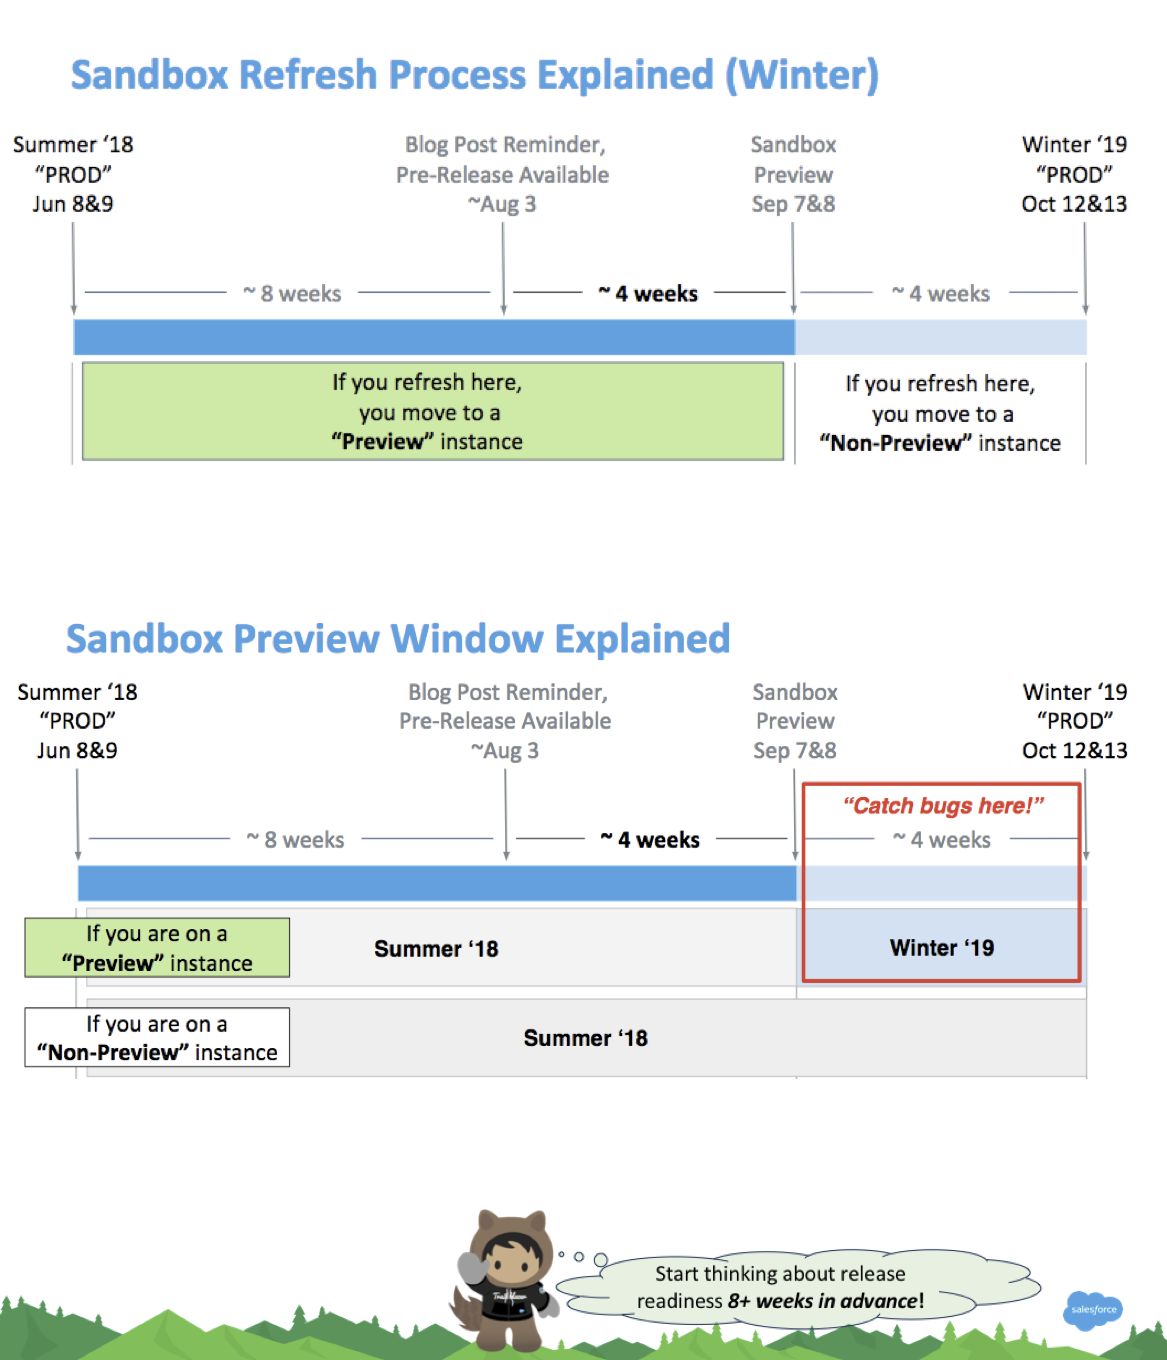 Sandbox Refresh Process Explained (Winter)
Summer ‘18
“PROD”
Jun 8&9
Blog Post Reminder,
Pre-Release Available
~Aug 3
Sandbox
Preview
Sep 7&8
Winter ‘19
“PROD”
Oct 12&13
~ 8 weeks
~ 4 weeks
~ 4 weeks
If you refresh here,
you move to a
“Preview” instance
If you refresh here,
you move to a
“Non-Preview” instance
Sandbox Preview Window Explained
Summer ‘18
“PROD”
Jun 8&9
Blog Post Reminder,
Pre-Release Available
~Aug 3
Sandbox
Preview
Sep 7&8
Winter ‘19
“PROD”
Oct 12&13
“Catch bugs here!”
~ 8 weeks
~ 4 weeks
~ 4 weeks
If you are on a
“Preview” instance
Summer ‘18
Winter ‘19
If you are on a
“Non-Preview” instance
Summer ‘18
Start thinking about release
readiness 8+ weeks in advance!
Trailblazer
salesforce